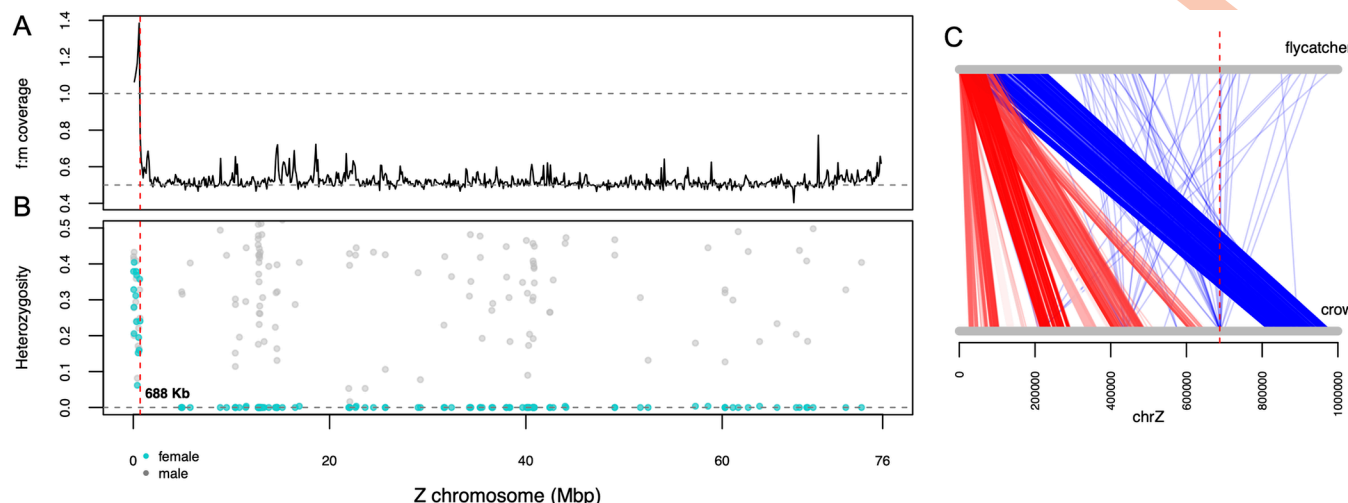 A
f:m coverage
1.4
1.2
1.0
0.8
0.6
0.4
B
Heterozygosity
0.5
0.4
0.3
0.2
0.1
0.0
688 Kb
0
20
40
60
76
female
male
Z chromosome (Mbp)
C
flycatcher
crow
0
200000
400000
600000
800000
1000000
chrZ